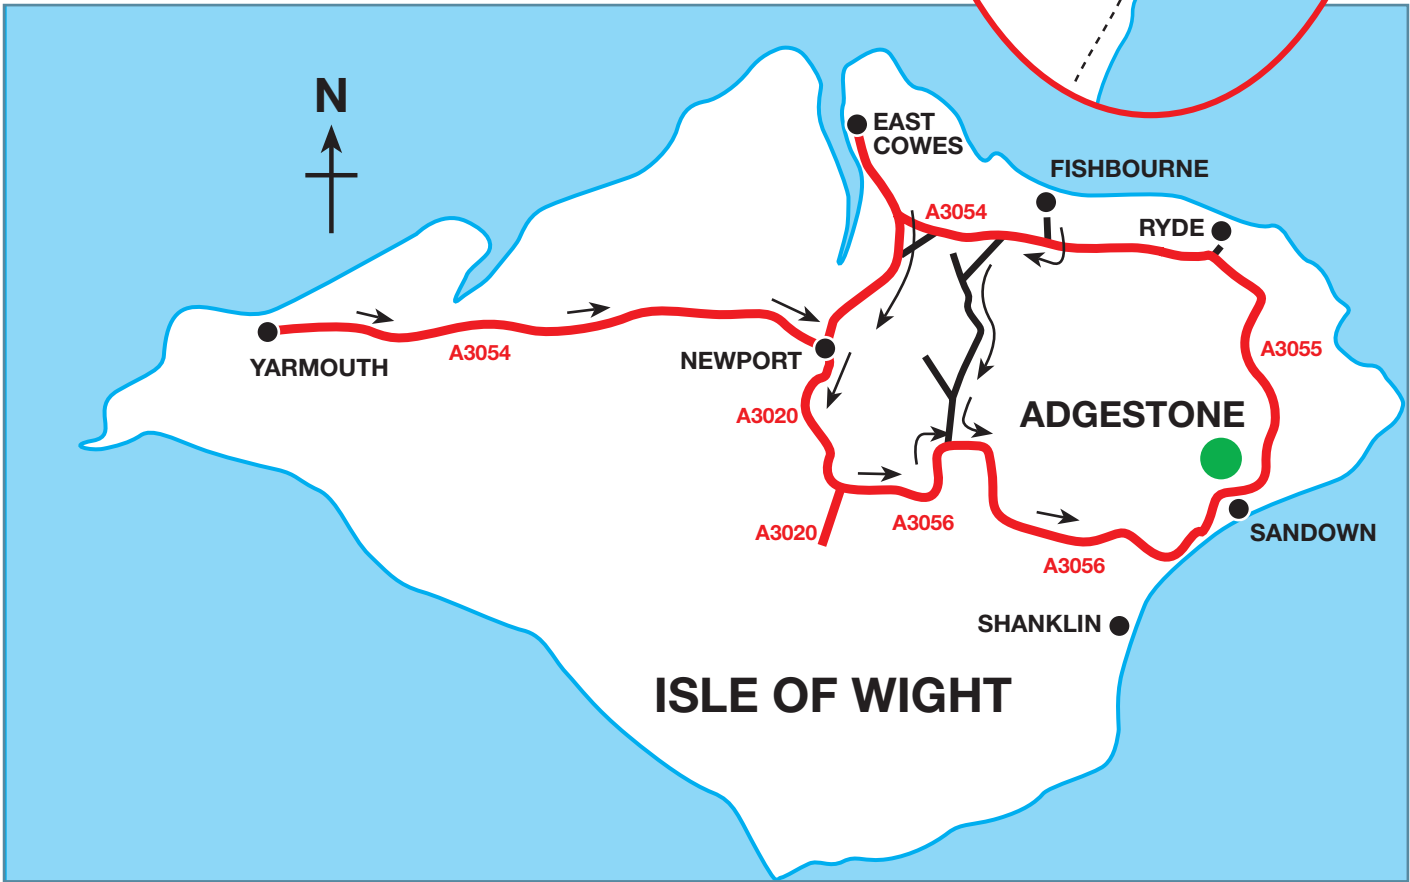 N
EAST
COWES
FISHBOURNE
A3054
RYDE
YARMOUTH
A3054
NEWPORT
A3055
A3020
ADGESTONE
A3020
A3056
SANDOWN
A3056
SHANKLIN
ISLE OF WIGHT